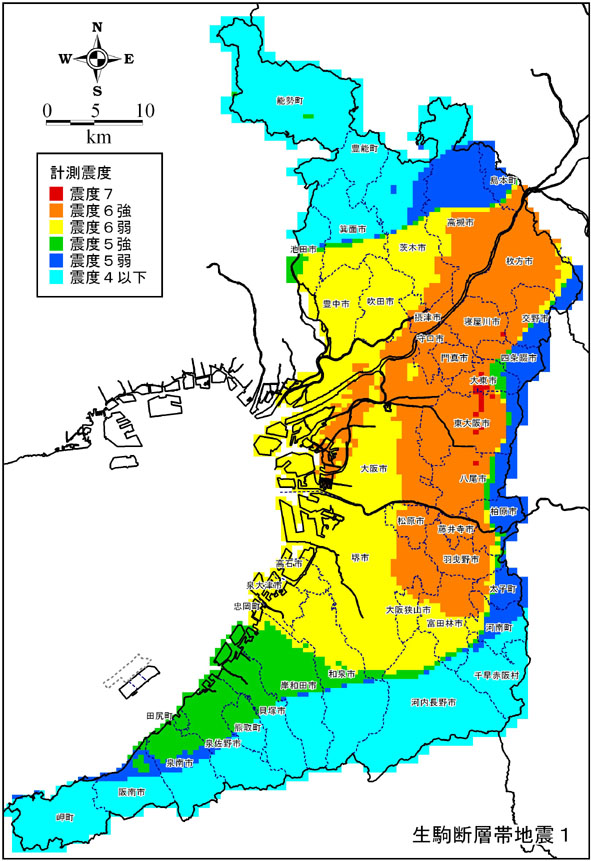 N
W E
S
0 5 10
km
計測震度
震度７
震度６強
震度６弱
震度５強
震度５弱
震度４以下
能勢町
豊能町
島本町
高槻市
箕面市
茨木市
池田市
枚方市
豊中市
吹田市
摂津市
寝屋川市
交野市
守口市
門真市
四条畷市
大東市
東大阪市
大阪市
八尾市
柏原市
松原市
藤井寺市
堺市
羽曳野市
高石市
泉大津市
太子町
忠岡町
大阪狭山市
富田林市
河南町
和泉市
千早赤阪村
岸和田市
河内長野市
貝塚市
田尻町
熊取町
泉佐野市
泉南市
阪南市
岬町
生駒断層帯地震１